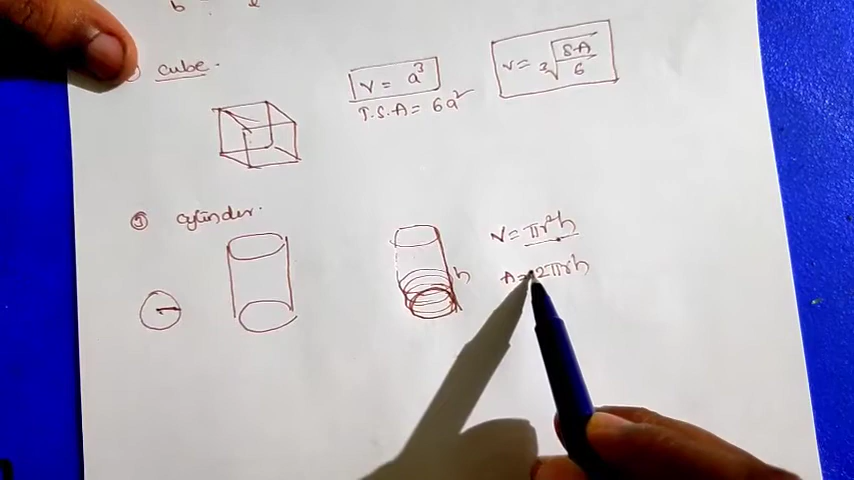 b l
cube.
V = a³
T.S.A = 6a²
V = ³√S.A/6
③ cylinder.
V = πr²h
A = 2πrh
h